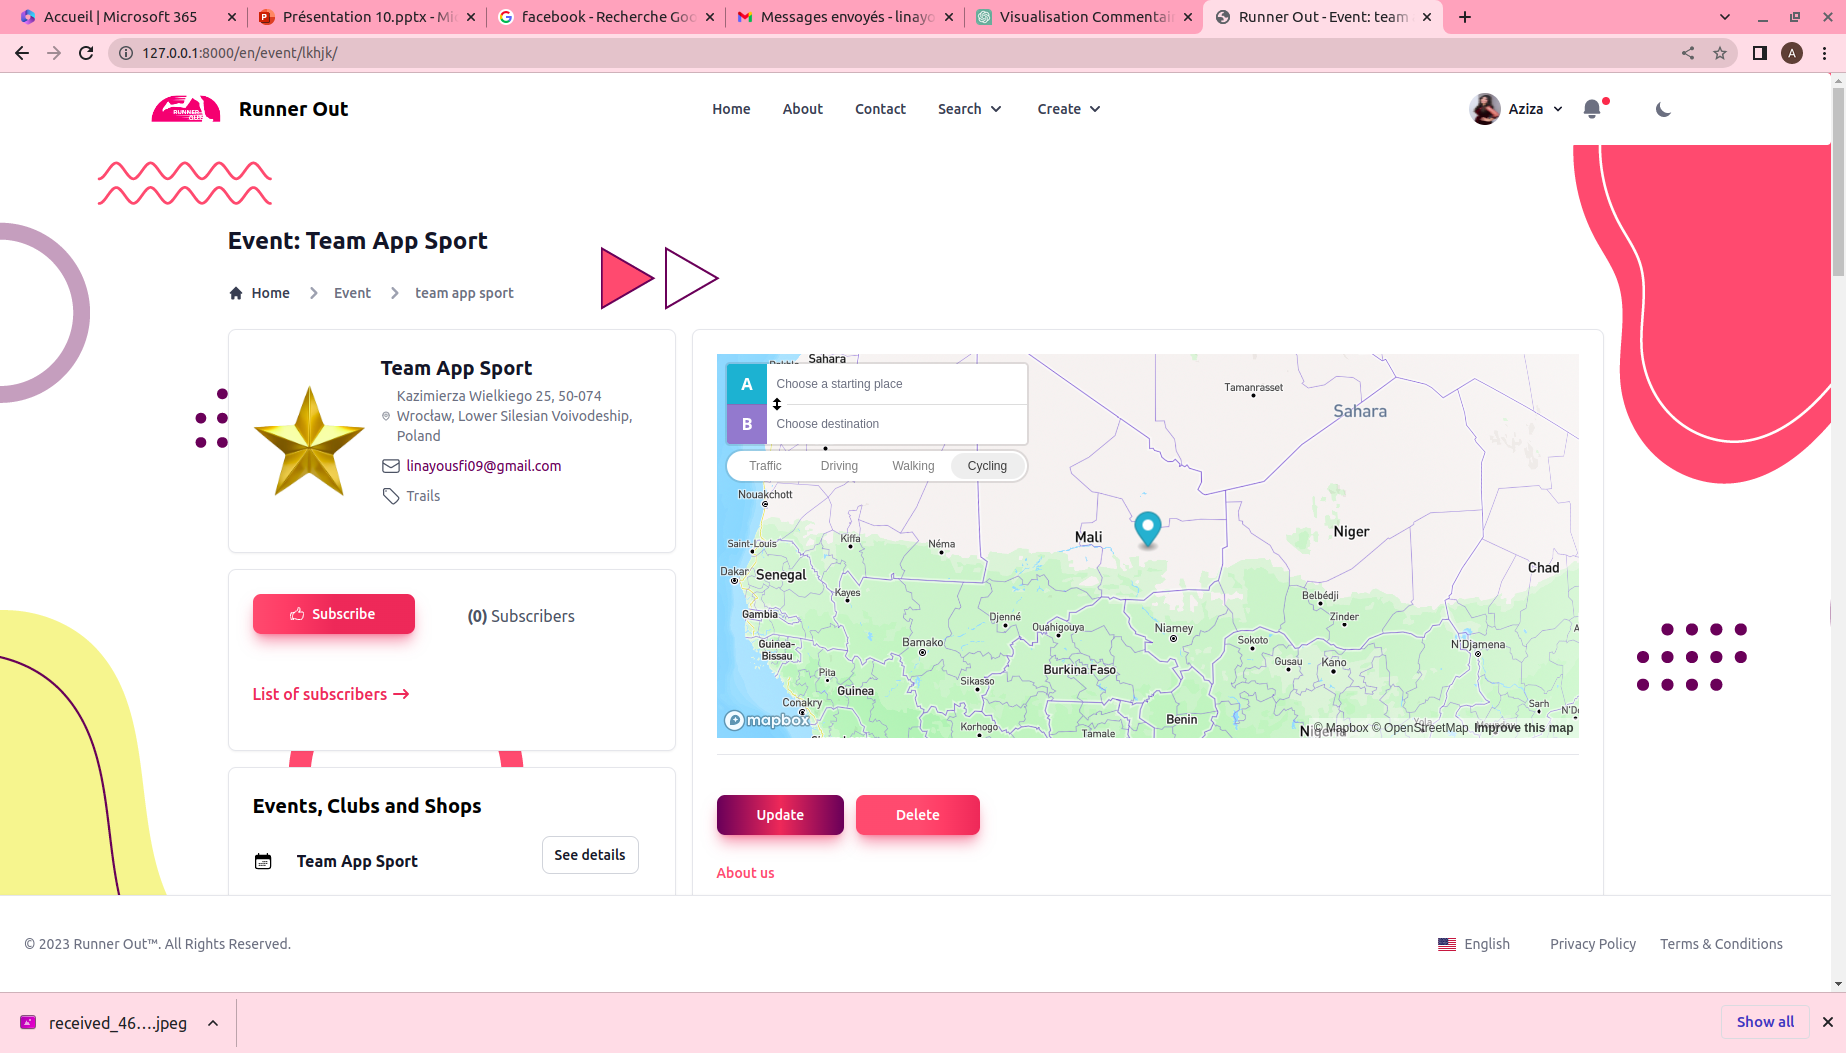 Accueil | Microsoft 365
Présentation 10.pptx - Mi
facebook - Recherche Goo
Messages envoyés - linayo
Visualisation Commentai
Runner Out - Event: team
127.0.0.1:8000/en/event/lkhjk/
A
RUNNER OUT
Runner Out
Home
About
Contact
Search
Create
Aziza
Event: Team App Sport
Home
Event
team app sport
Team App Sport
Kazimierza Wielkiego 25, 50-074
Wrocław, Lower Silesian Voivodeship,
Poland
linayousfi09@gmail.com
Trails
Subscribe
(0) Subscribers
List of subscribers
Events, Clubs and Shops
Team App Sport
See details
Sahara
A
Choose a starting place
B
Choose destination
Traffic
Driving
Walking
Cycling
Tamanrasset
Sahara
Nouakchott
Saint-Louis
Kiffa
Néma
Mali
Niger
Chad
Dakar
Senegal
Kayes
Gambia
Guinea-
Bissau
Bamako
Djenné
Ouahigouya
Niamey
Belbédji
Zinder
Sokoto
Gusau
Kano
N'Djamena
Burkina Faso
Pita
Guinea
Sikasso
Conakry
Korhogo
Tamale
Benin
Nigeria
Sarh
mapbox
© Mapbox © OpenStreetMap Improve this map
Update
Delete
About us
© 2023 Runner Out™. All Rights Reserved.
English
Privacy Policy
Terms & Conditions
received_46....jpeg
Show all